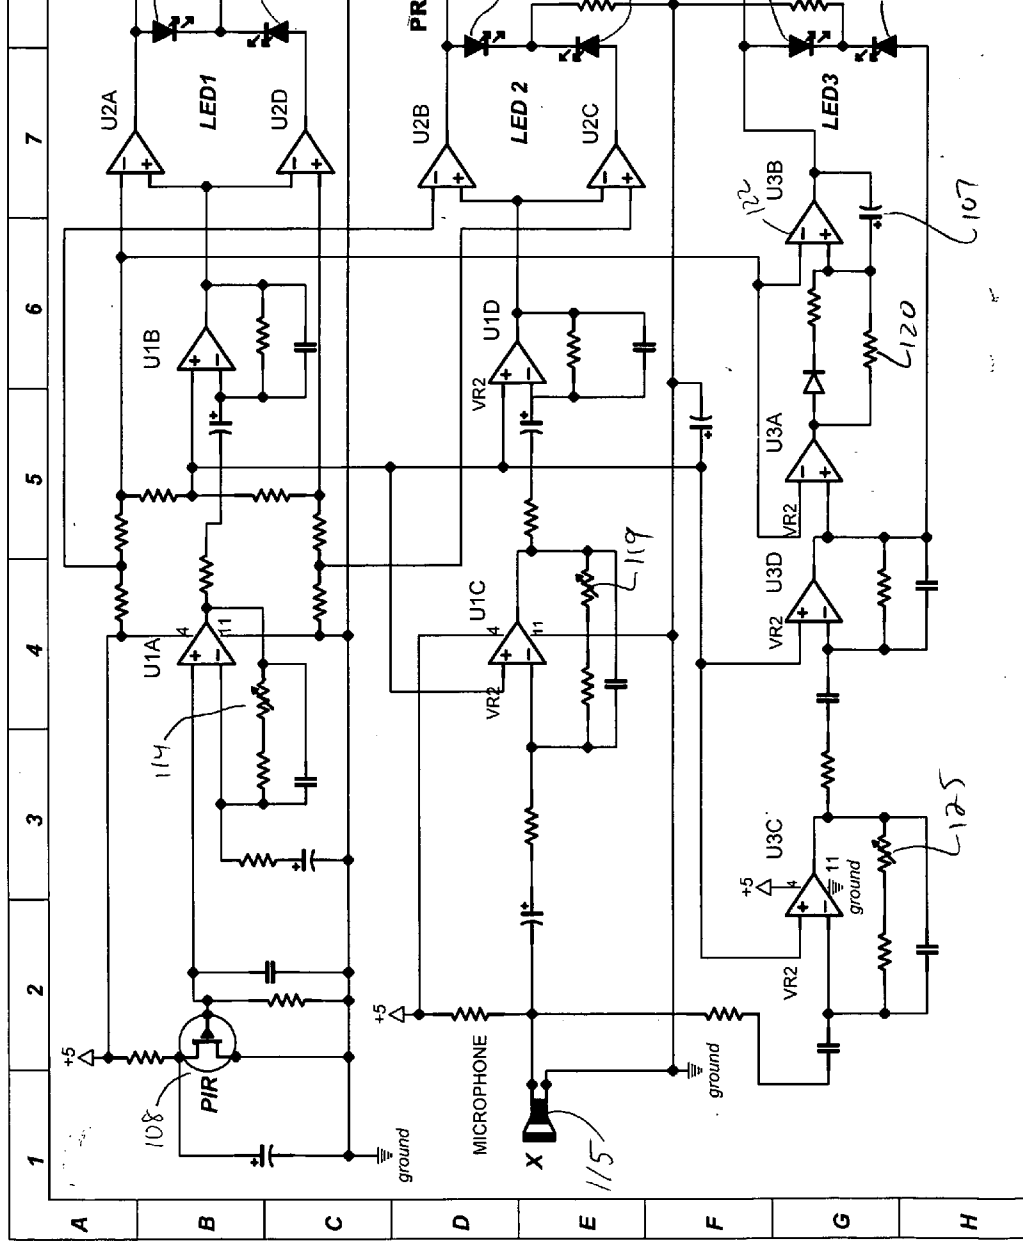 7
6
5
4
3
2
1
A
B
C
D
E
F
G
H
PR
U2A
LED1
U2D
U2B
LED 2
U2C
LED3
U3B
122
107
U1B
U1D
VR2
120
U3A
VR2
U1A
4
11
114
U1C
4
11
VR2
119
U3D
VR2
U3C
+5
4
11
ground
VR2
125
+5
108
PIR
ground
+5
MICROPHONE
X
115
ground